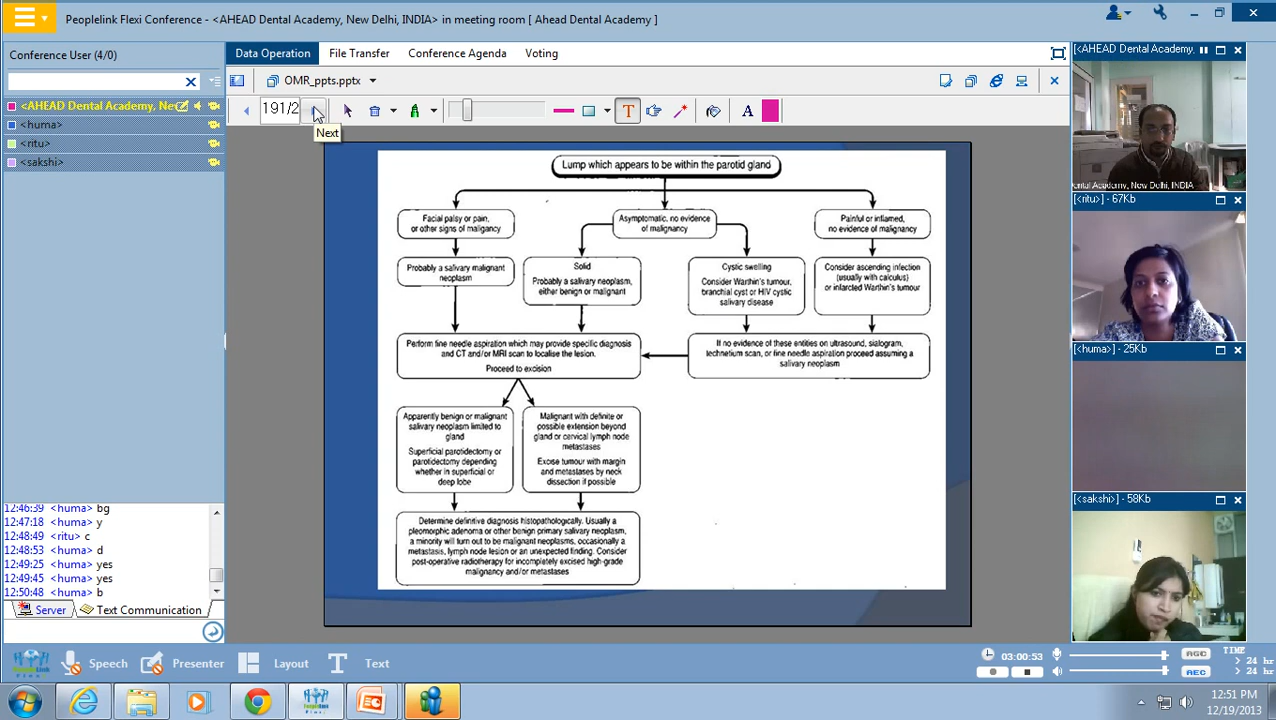 Peoplelink Flexi Conference - <AHEAD Dental Academy, New Delhi, INDIA> in meeting room [ Ahead Dental Academy ]
Conference User (4/0)
Data Operation
File Transfer
Conference Agenda
Voting
[<AHEAD Dental Academy,
OMR_ppts.pptx
<AHEAD Dental Academy, Ne
191/2
T
A
Next
<huma>
<ritu>
<sakshi>
Dental Academy, New Delhi, INDIA
[<ritu>] - 67Kb
[<huma>] - 25Kb
[<sakshi>] - 58Kb
Lump which appears to be within the parotid gland
Facial palsy or pain,
or other signs of maligancy
Asymptomatic, no evidence
of malignancy
Painful or inflamed,
no evidence of malignancy
Probably a salivary malignant
neoplasm
Solid
Probably a salivary neoplasm,
either benign or malignant
Cystic swelling
Consider Warthin's tumour,
branchial cyst or HIV cystic
salivary disease
Consider ascending infection
(usually with calculus)
or infarcted Warthin's tumour
Perform fine needle aspiration which may provide specific diagnosis
and CT and/or MRI scan to localise the lesion.
Proceed to excision
If no evidence of these entities on ultrasound, sialogram,
technetium scan, or fine needle aspiration proceed assuming a
salivary neoplasm
Apparently benign or malignant
salivary neoplasm limited to
gland
Superficial parotidectomy or
parotidectomy depending
whether in superficial or
deep lobe
Malignant with definite or
possible extension beyond
gland or cervical lymph node
metastases
Excise tumour with margin
and metastases by neck
dissection if possible
Determine definitive diagnosis histopathologically. Usually a
pleomorphic adenoma or other benign primary salivary neoplasm,
a minority will turn out to be malignant neoplasms, occasionally a
metastasis, lymph node lesion or an unexpected finding. Consider
post-operative radiotherapy for incompletely excised high-grade
malignancy and/or metastases
12:46:39 <huma> bg
12:47:18 <huma> y
12:48:49 <ritu> c
12:48:53 <huma> d
12:49:25 <huma> yes
12:49:45 <huma> yes
12:50:48 <huma> b
Server
Text Communication
Speech
Presenter
Layout
Text
03:00:53
AGC
AEC
TIME
> 24 hr
> 24 hr
12:51 PM
12/19/2013